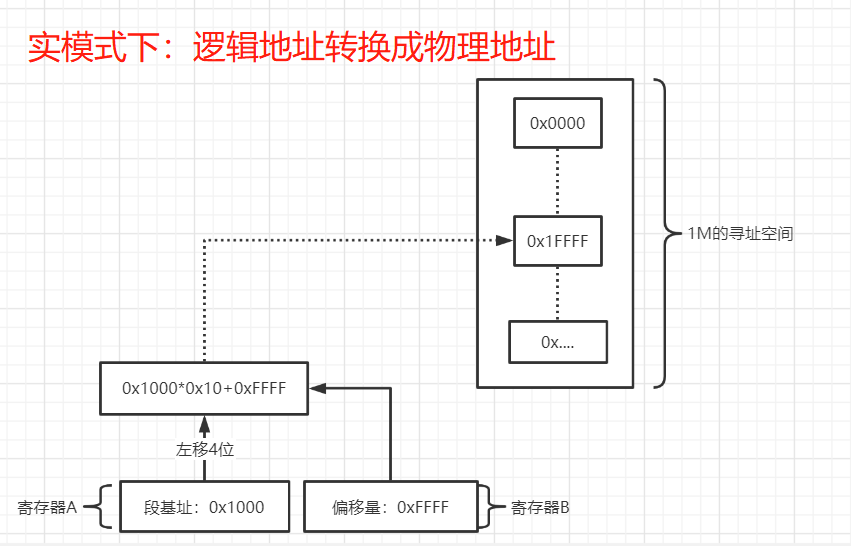 实模式下：逻辑地址转换成物理地址
0x0000
0x1FFFF
1M的寻址空间
0x....
0x1000*0x10+0xFFFF
左移4位
寄存器A
段基址：0x1000
偏移量：0xFFFF
寄存器B